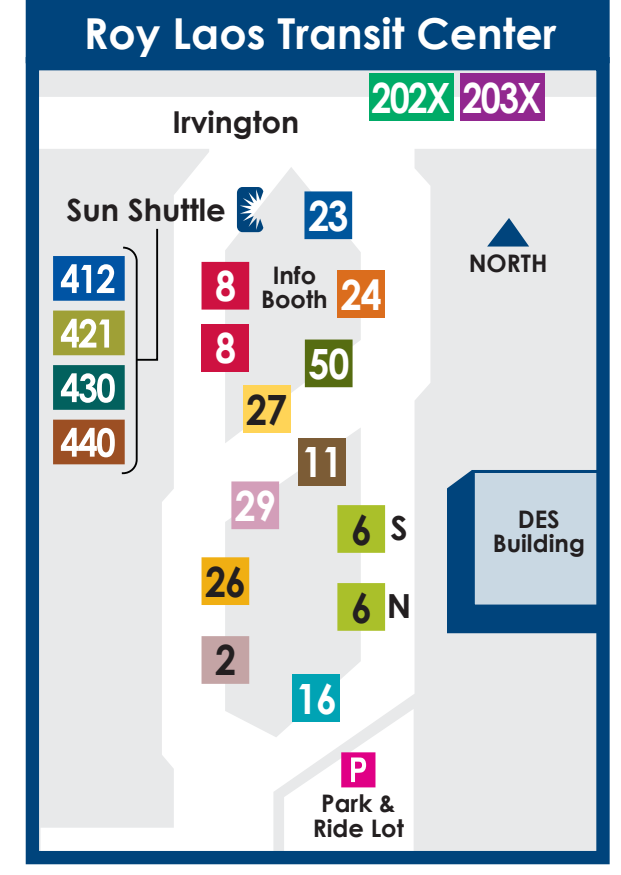 Roy Laos Transit Center
202X 203X
Irvington
Sun Shuttle
23
NORTH
412
421
430
440
8
Info
Booth
24
8
50
27
11
29
6 S
DES
Building
26
6 N
2
16
P
Park &
Ride Lot